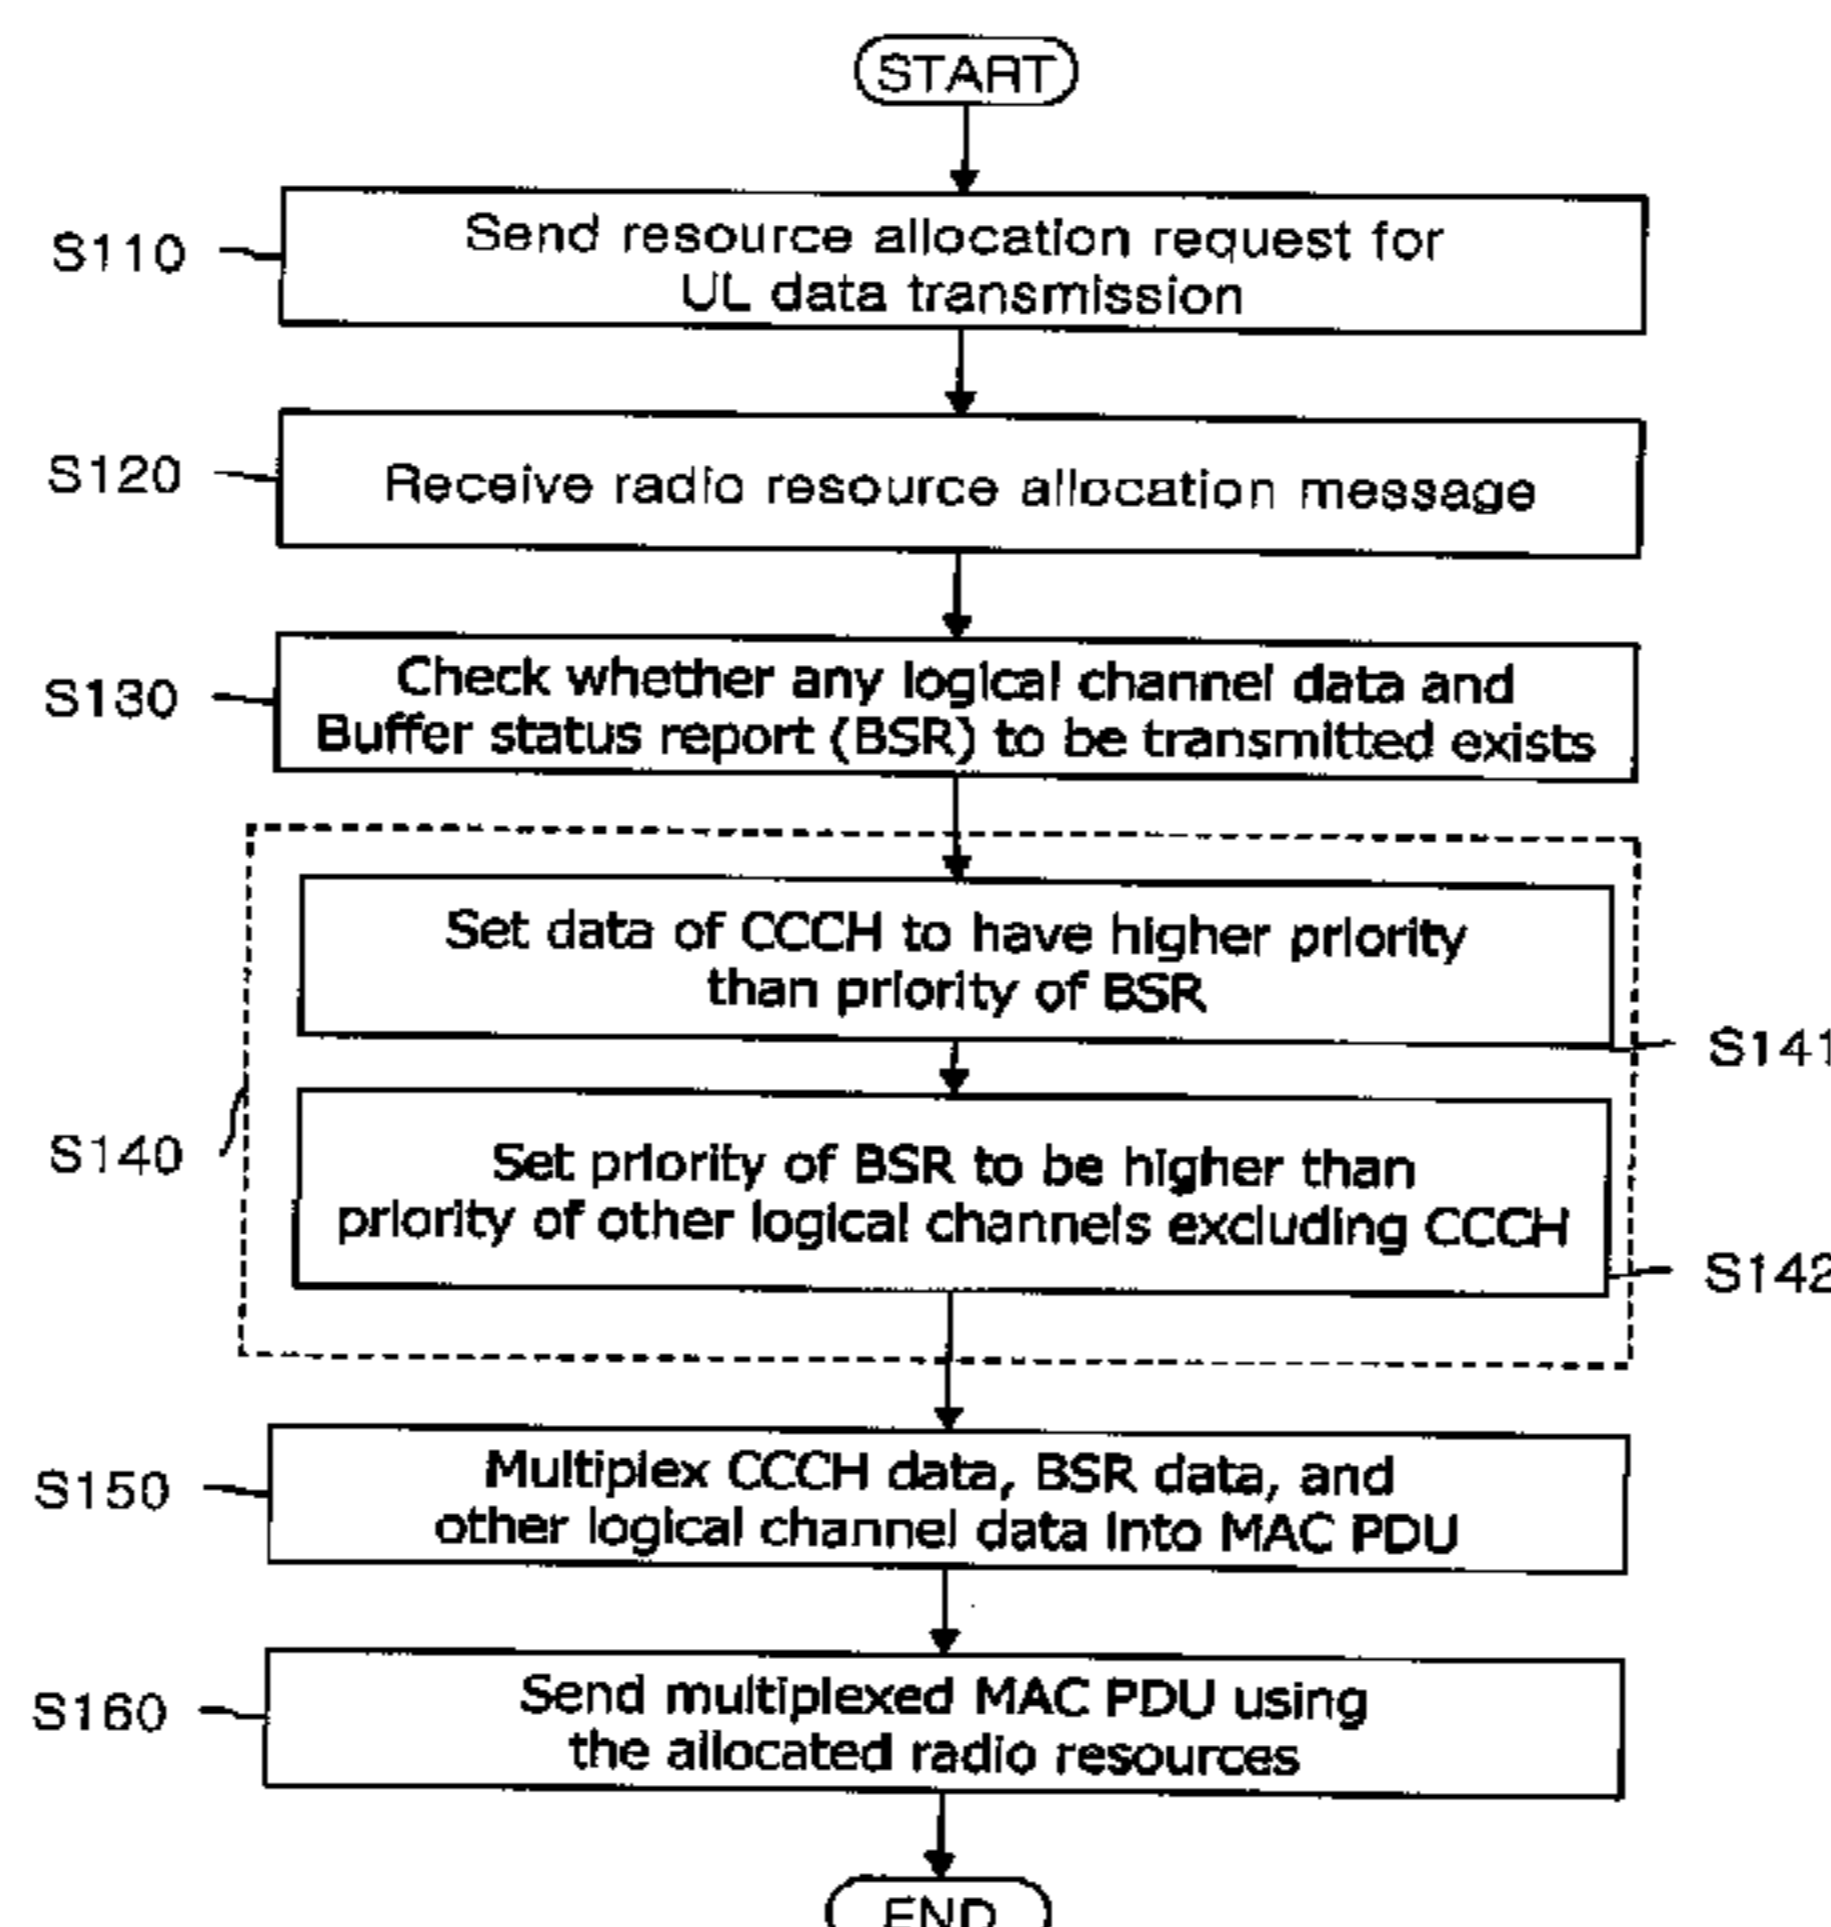 START
S110
Send resource allocation request for
UL data transmission
S120
Receive radio resource allocation message
S130
Check whether any logical channel data and
Buffer status report (BSR) to be transmitted exists
S140
Set data of CCCH to have higher priority
than priority of BSR
S141
Set priority of BSR to be higher than
priority of other logical channels excluding CCCH
S142
S150
Multiplex CCCH data, BSR data, and
other logical channel data into MAC PDU
S160
Send multiplexed MAC PDU using
the allocated radio resources
END